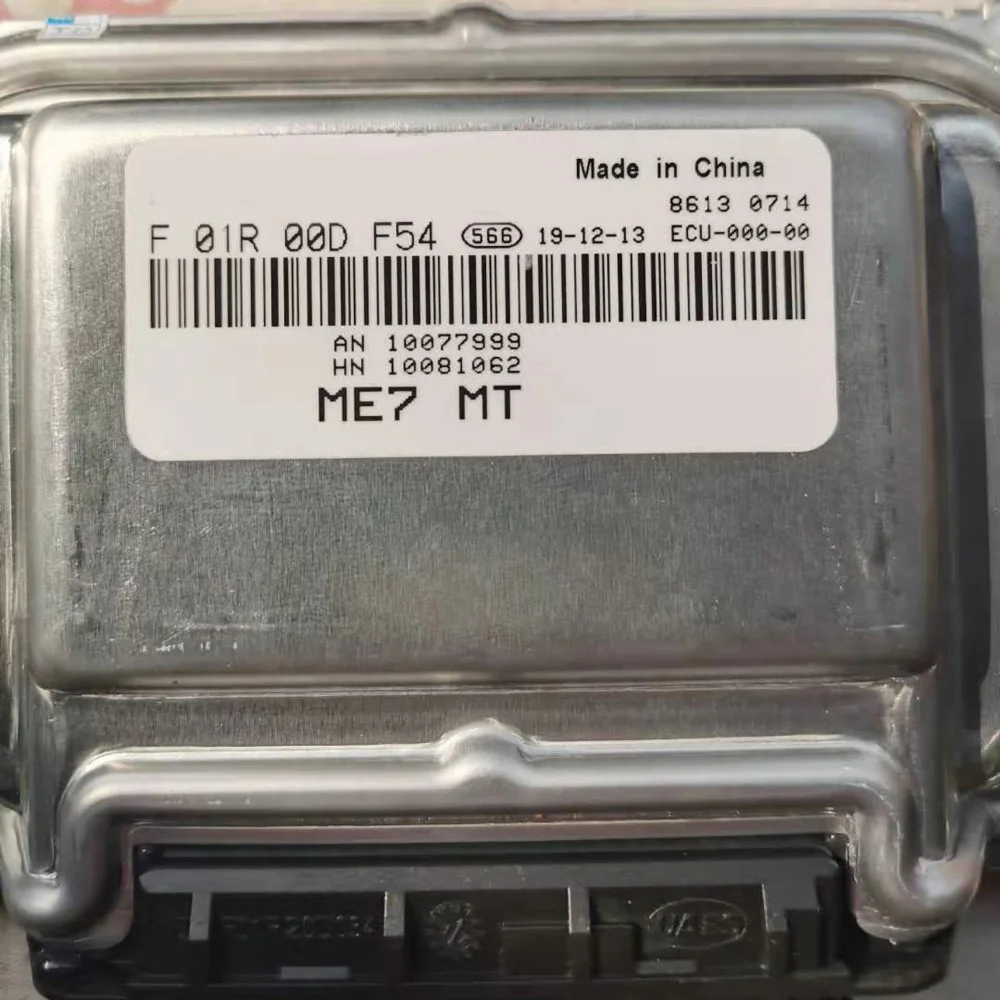 Made in China
8613 0714
F 01R 00D F54 566 19-12-13 ECU-000-00
AN 10077999
HN 10081062
ME7 MT
UAES